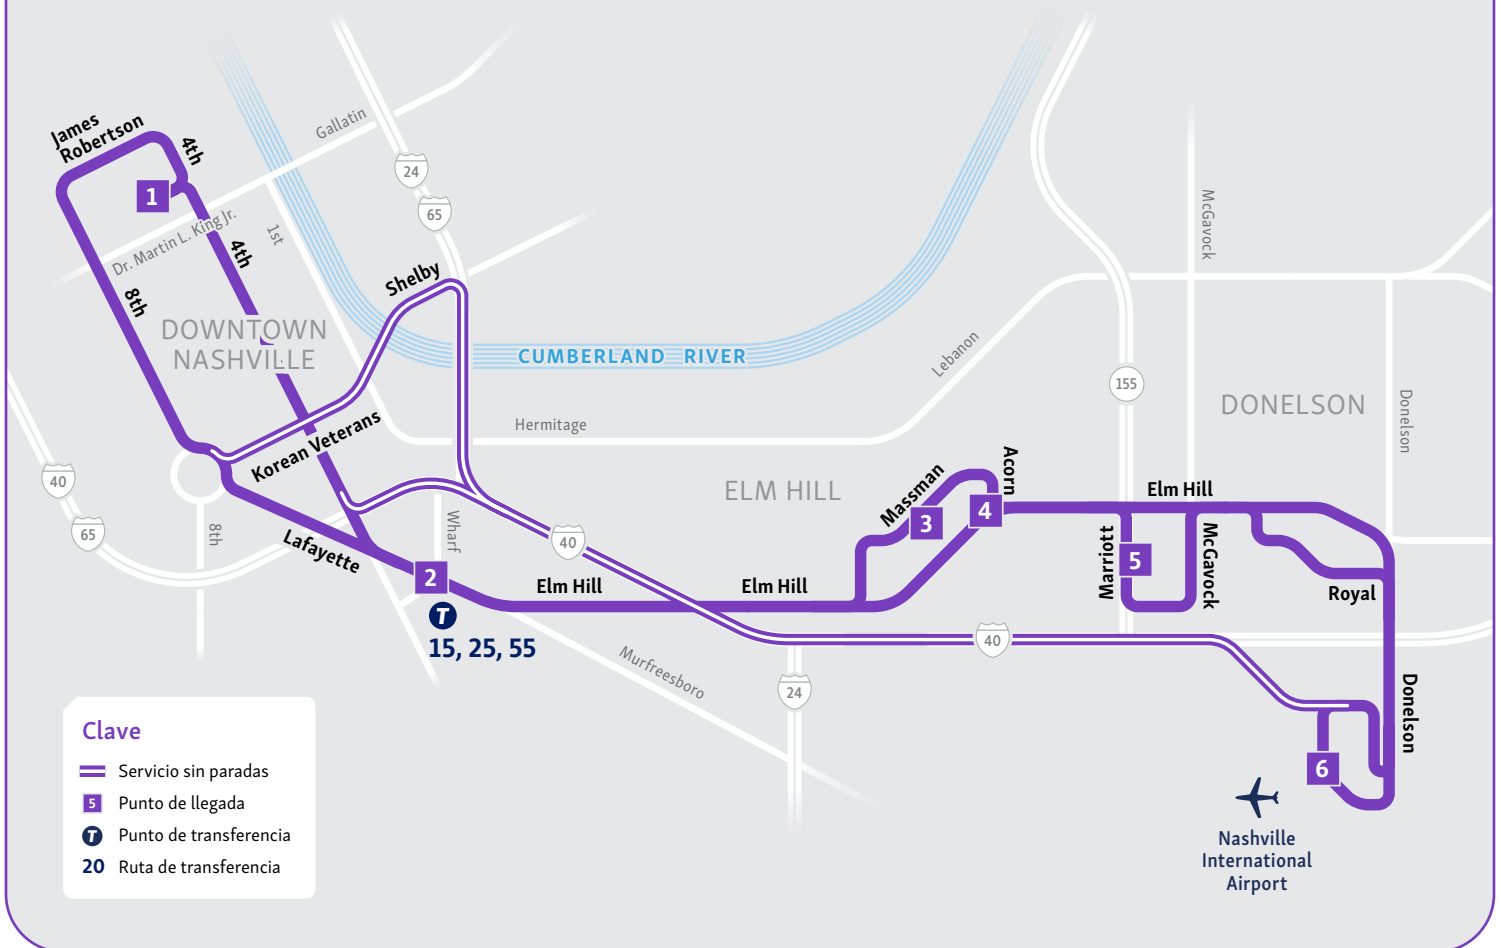 James
Robertson
4th
1
Gallatin
24
65
Dr. Martin L. King Jr.
1st
4th
8th
Shelby
DOWNTOWN
NASHVILLE
CUMBERLAND RIVER
Lebanon
McGavock
155
DONELSON
Donelson
Korean Veterans
Hermitage
40
65
8th
Lafayette
Wharf
2
T
15, 25, 55
40
Elm Hill
Elm Hill
ELM HILL
Massman
3
Acorn
4
Elm Hill
Marriott
5
McGavock
Royal
Murfreesboro
24
40
Donelson
6
Nashville
International
Airport
Clave
Servicio sin paradas
5 Punto de llegada
T Punto de transferencia
20 Ruta de transferencia